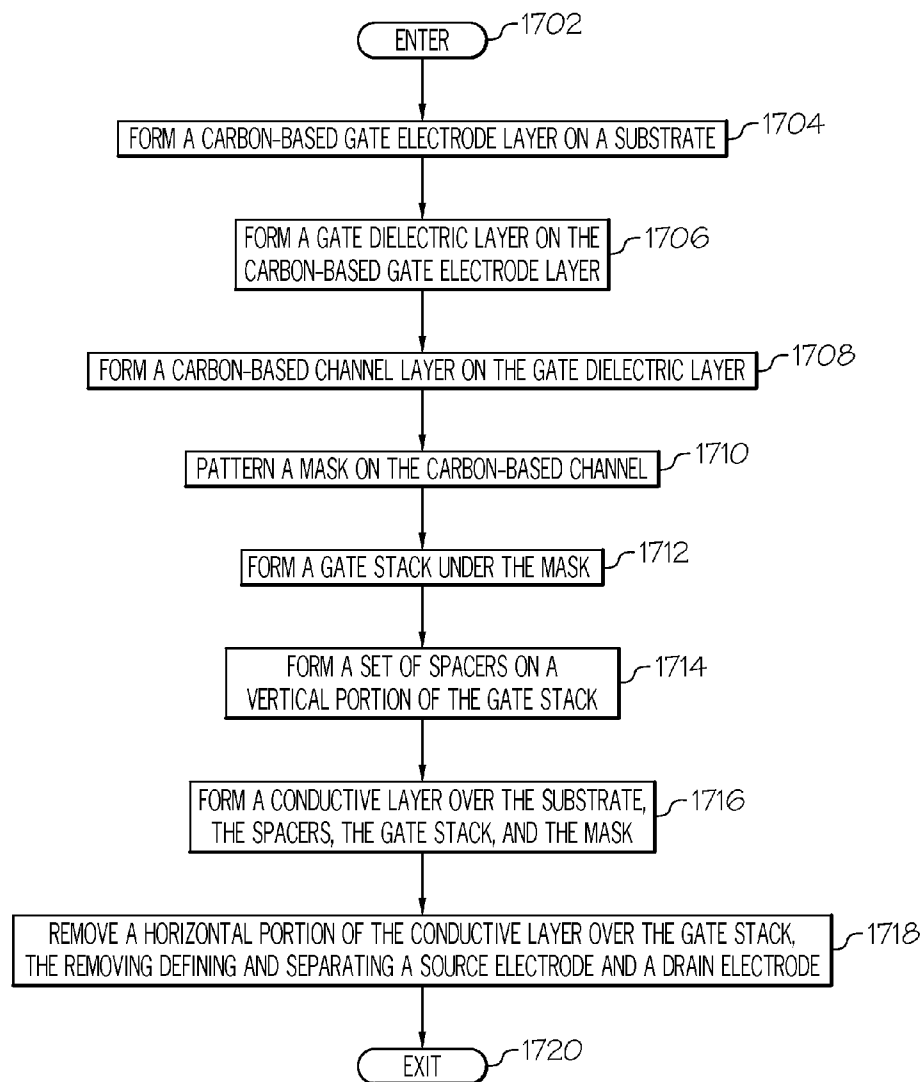 ENTER
1702
FORM A CARBON-BASED GATE ELECTRODE LAYER ON A SUBSTRATE
1704
FORM A GATE DIELECTRIC LAYER ON THE
CARBON-BASED GATE ELECTRODE LAYER
1706
FORM A CARBON-BASED CHANNEL LAYER ON THE GATE DIELECTRIC LAYER
1708
PATTERN A MASK ON THE CARBON-BASED CHANNEL
1710
FORM A GATE STACK UNDER THE MASK
1712
FORM A SET OF SPACERS ON A
VERTICAL PORTION OF THE GATE STACK
1714
FORM A CONDUCTIVE LAYER OVER THE SUBSTRATE,
THE SPACERS, THE GATE STACK, AND THE MASK
1716
REMOVE A HORIZONTAL PORTION OF THE CONDUCTIVE LAYER OVER THE GATE STACK,
THE REMOVING DEFINING AND SEPARATING A SOURCE ELECTRODE AND A DRAIN ELECTRODE
1718
EXIT
1720